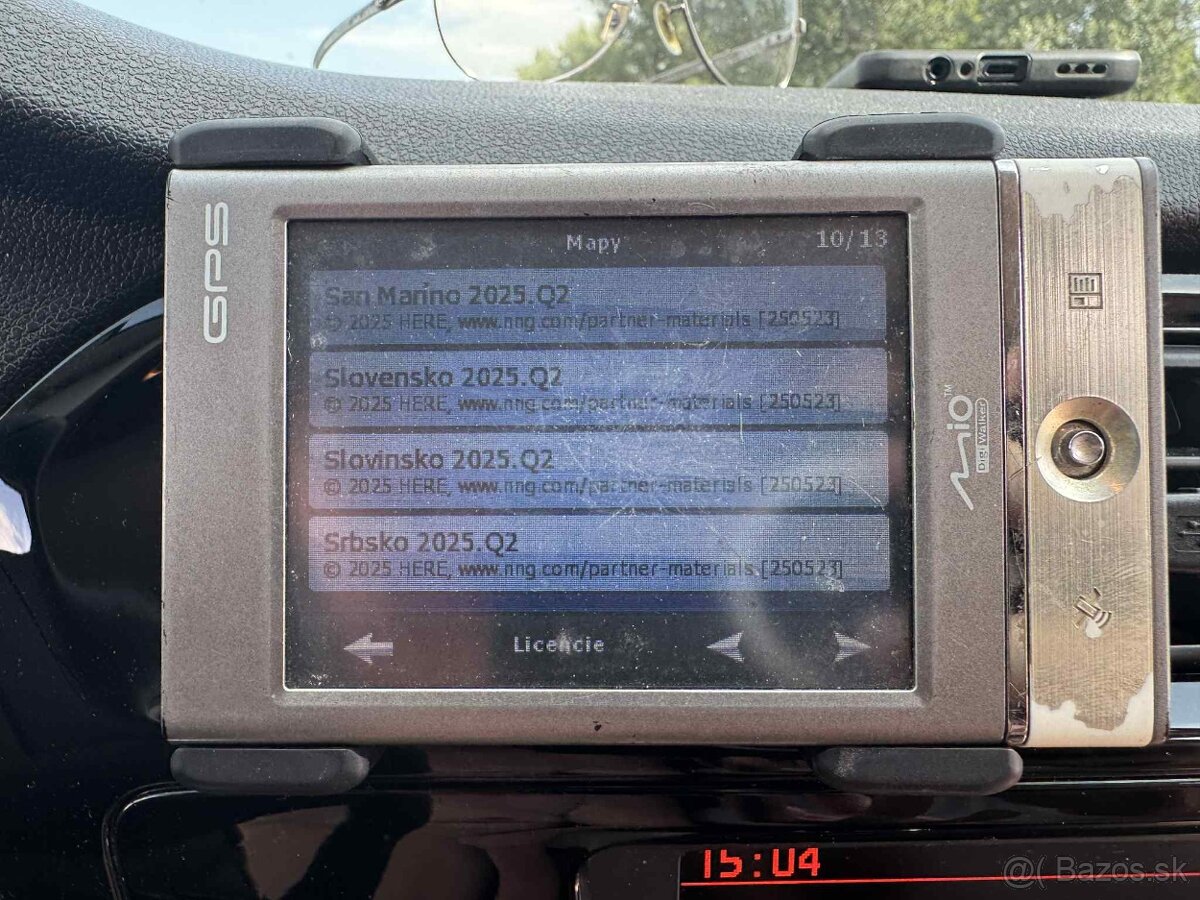 GPS
Mapy
10/13
San Marino 2025.Q2
© 2025 HERE, www.nng.com/partner-materials [250523]
Slovensko 2025.Q2
© 2025 HERE, www.nng.com/partner-materials [250523]
Slovinsko 2025.Q2
© 2025 HERE, www.nng.com/partner-materials [250523]
Srbsko 2025.Q2
© 2025 HERE, www.nng.com/partner-materials [250523]
Licencie
Mio™
DigiWalker
15:04
@( Bazos.sk